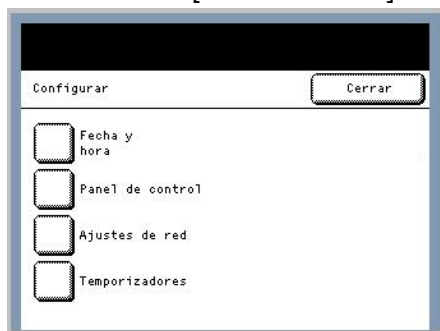 Configurar
Cerrar
Fecha y
hora
Panel de control
Ajustes de red
Temporizadores